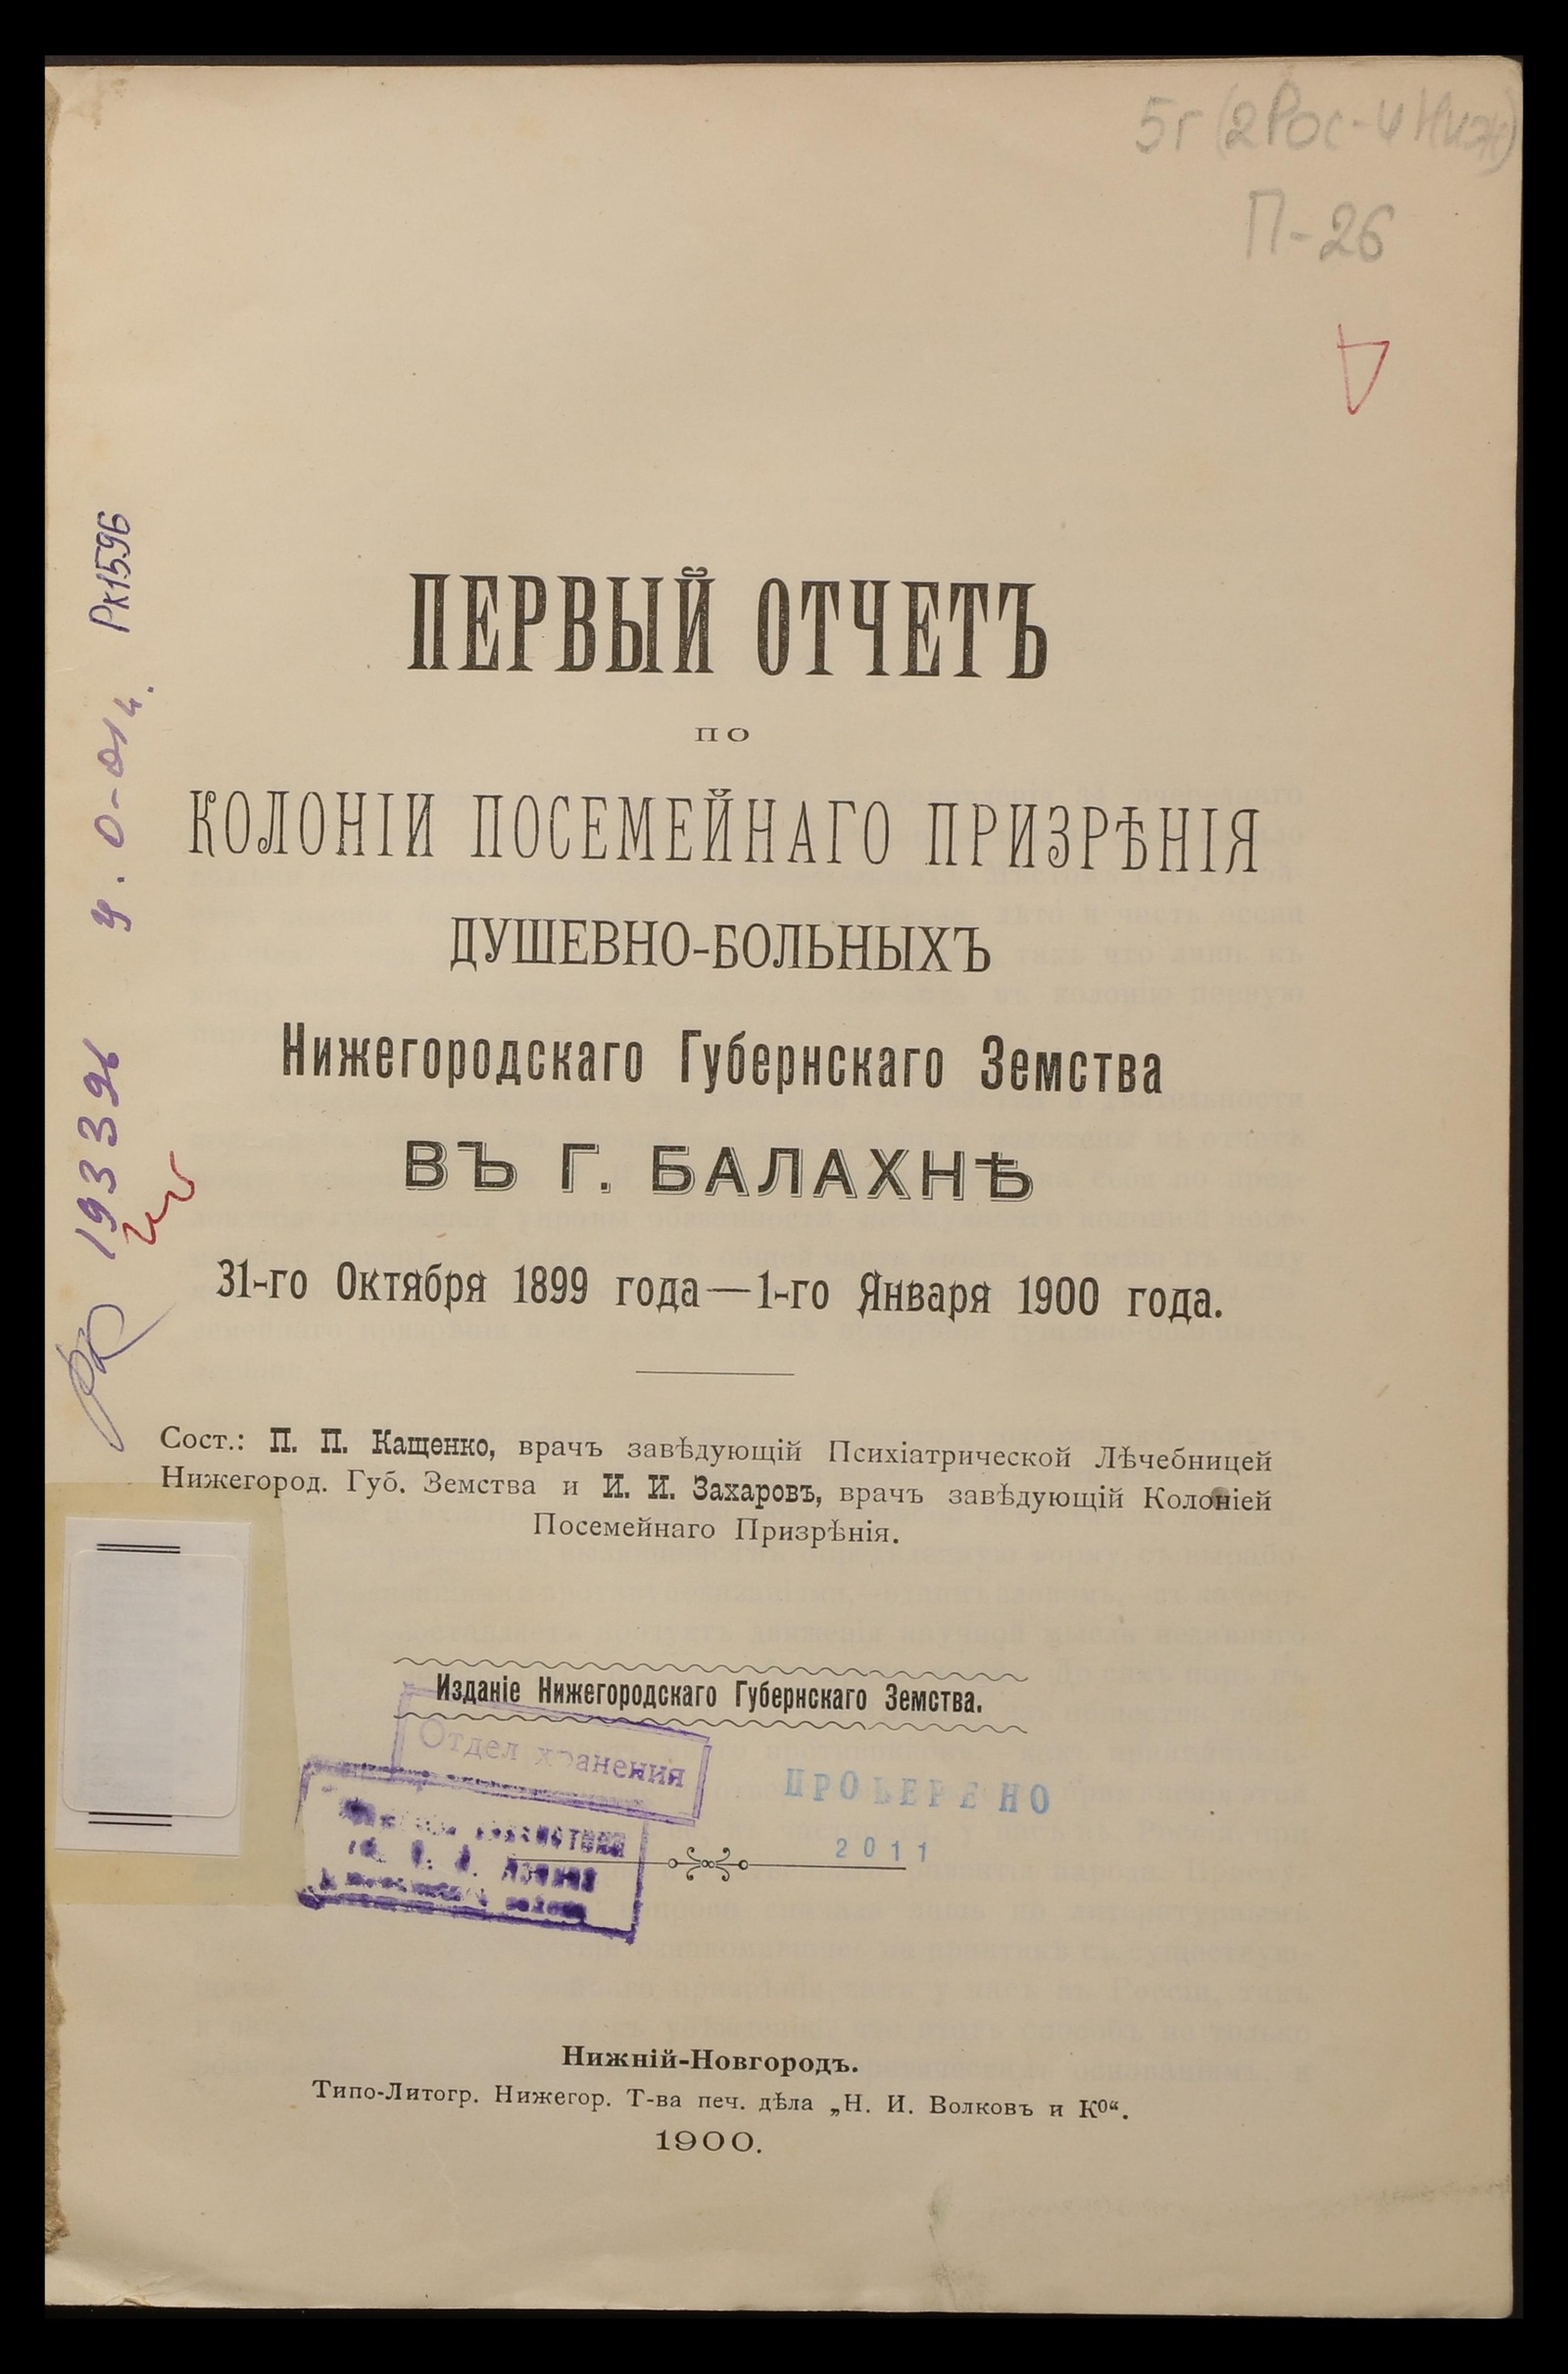 5г(2Рос-4Ниж)
П-26
ПЕРВЫЙ ОТЧЕТЪ
ПО
КОЛОНІИ ПОСЕМЕЙНАГО ПРИЗРѢНІЯ
ДУШЕВНО-БОЛЬНЫХЪ
Нижегородскаго Губернскаго Земства
ВЪ Г. БАЛАХНѢ
31-го Октября 1899 года—1-го Января 1900 года.
Сост.: П. П. Кащенко, врачъ завѣдующій Психіатрической Лѣчебницей
Нижегород. Губ. Земства и И. И. Захаровъ, врачъ завѣдующій Колоніей
Посемейнаго Призрѣнія.
Изданіе Нижегородскаго Губернскаго Земства.
Отдел хранения
ПРОВЕРЕНО
2011
Нижній-Новгородъ.
Типо-Литогр. Нижегор. Т-ва печ. дѣла „Н. И. Волковъ и К⁰“.
1900.
Рк1596
193396